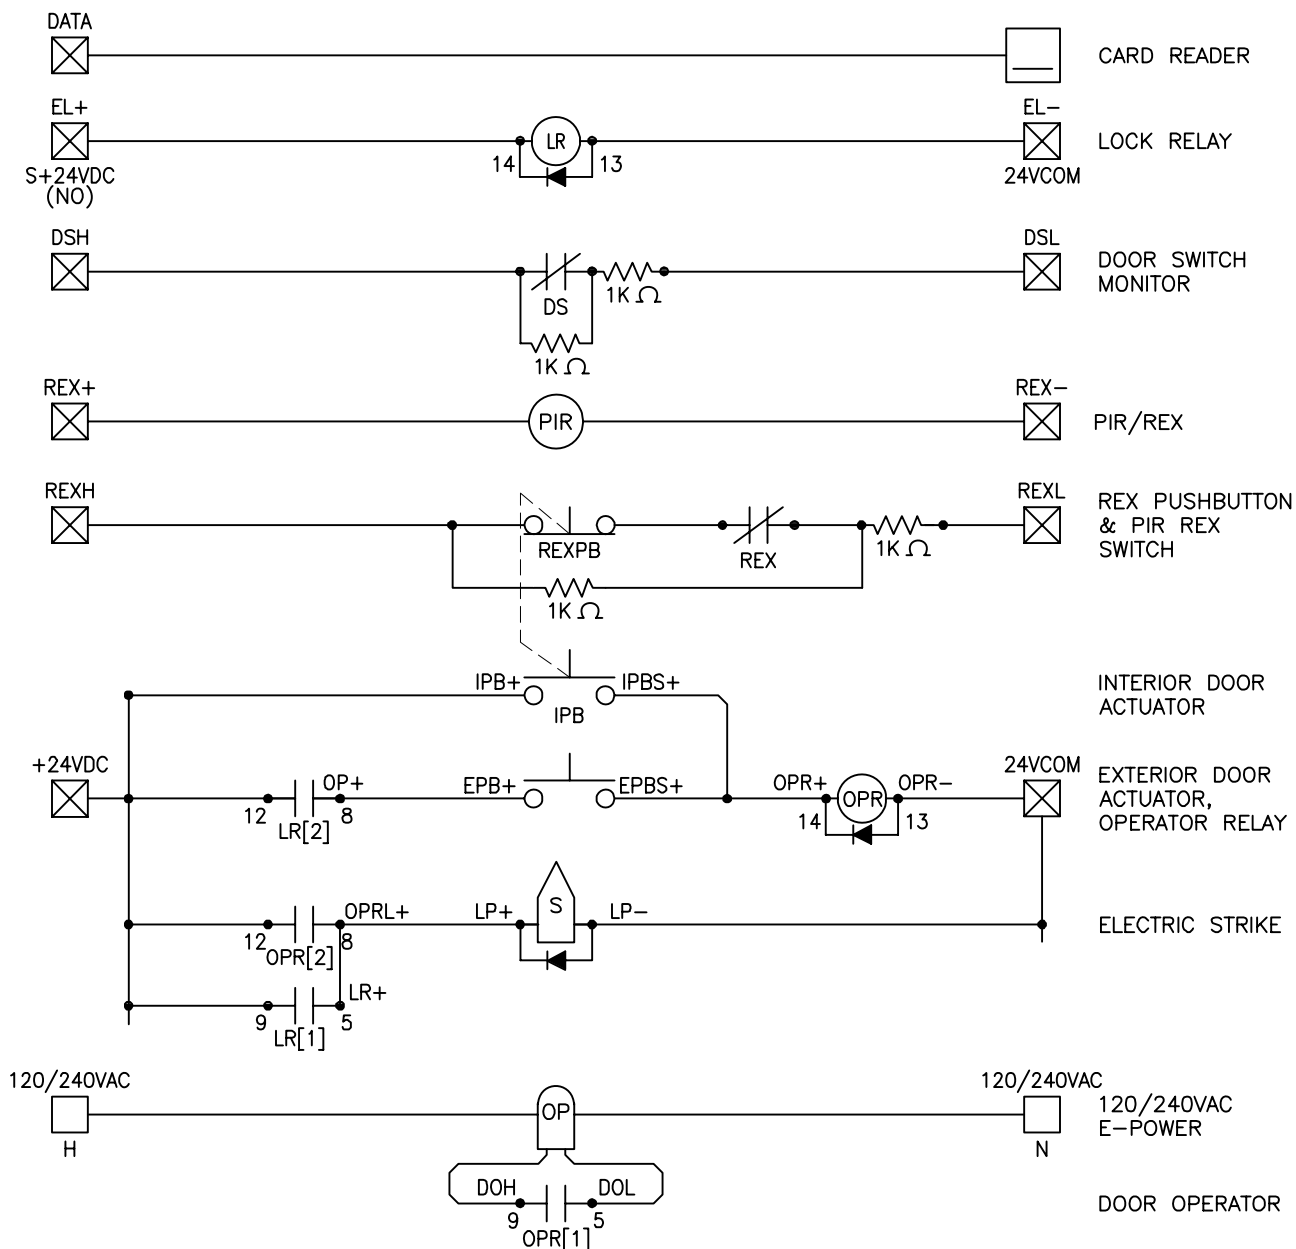 DATA
CARD READER
EL+
EL-
LR
LOCK RELAY
14
13
S+24VDC
(NO)
24VCOM
DSH
DSL
DOOR SWITCH
MONITOR
DS
1K Ω
1K Ω
REX+
REX-
PIR
PIR/REX
REXH
REXL
REX PUSHBUTTON
& PIR REX
SWITCH
REXPB
REX
1K Ω
1K Ω
IPB+
IPBS+
IPB
INTERIOR DOOR
ACTUATOR
+24VDC
OP+
EPB+
EPBS+
OPR+
OPR
OPR-
24VCOM
EXTERIOR DOOR
ACTUATOR,
OPERATOR RELAY
12
8
LR[2]
14
13
OPRL+
LP+
S
LP-
ELECTRIC STRIKE
12
8
OPR[2]
LR+
9
5
LR[1]
120/240VAC
120/240VAC
120/240VAC
E-POWER
OP
H
N
DOH
DOL
DOOR OPERATOR
9
5
OPR[1]